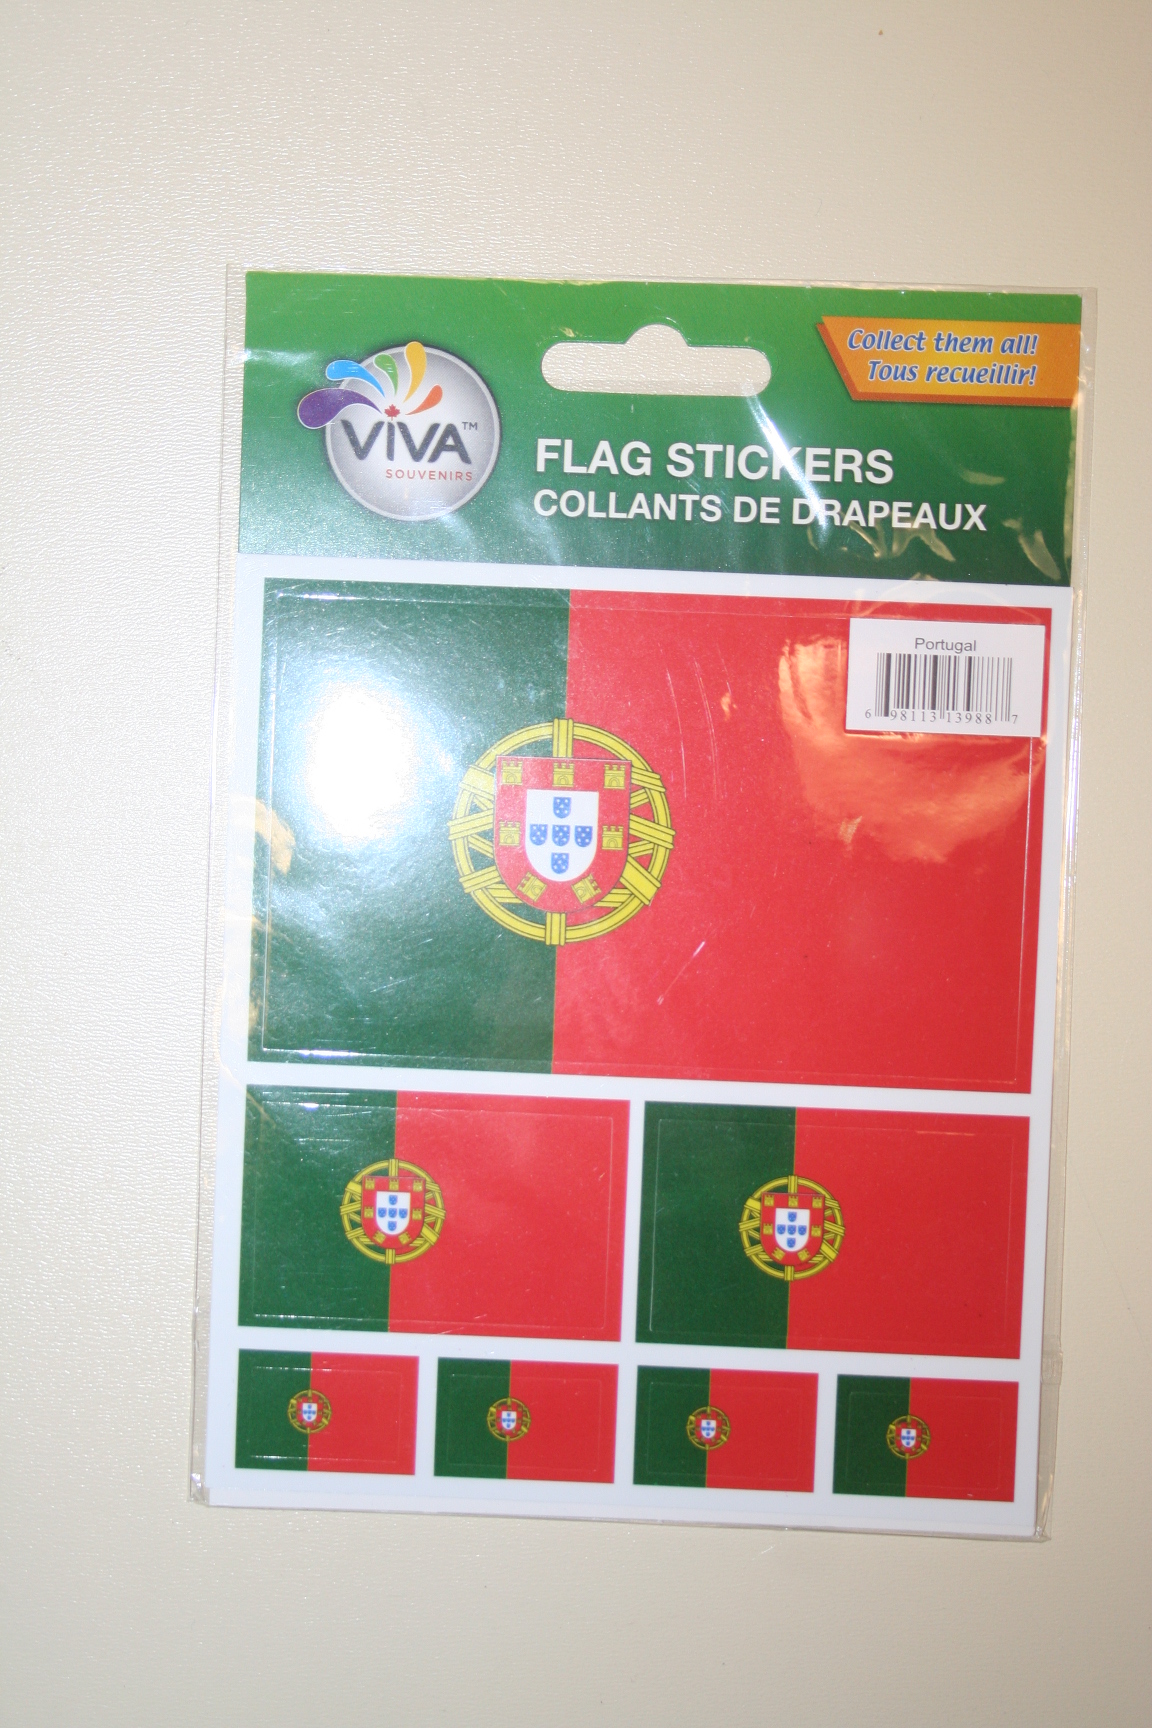 Collect them all!
Tous recueillir!
VIVA™
SOUVENIRS
FLAG STICKERS
COLLANTS DE DRAPEAUX
Portugal
6 98113 13988 7